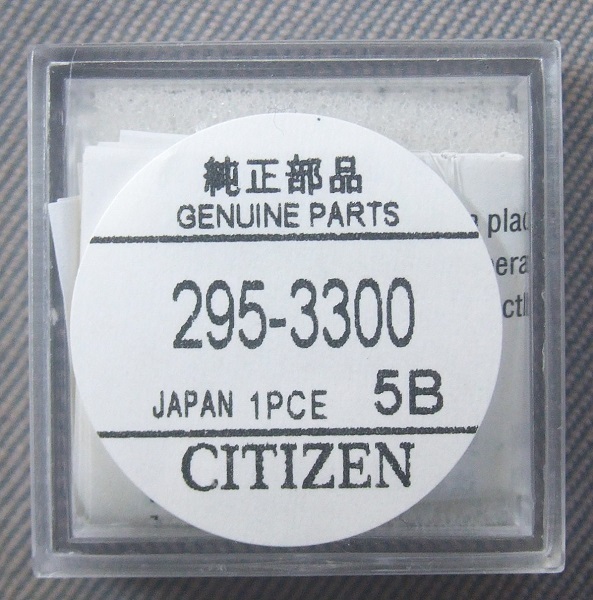 純正部品
GENUINE PARTS
295-3300
JAPAN 1PCE 5B
CITIZEN